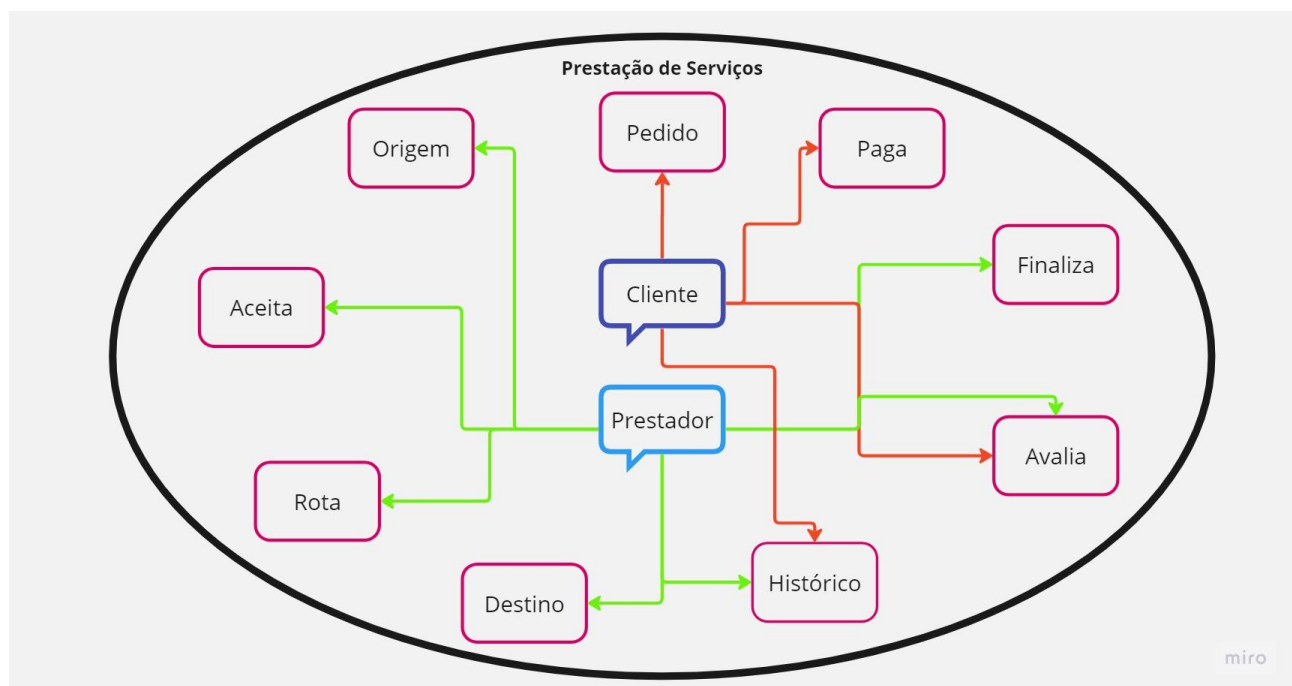 Prestação de Serviços
Pedido
Origem
Paga
Finaliza
Cliente
Aceita
Prestador
Avalia
Rota
Histórico
Destino
miro